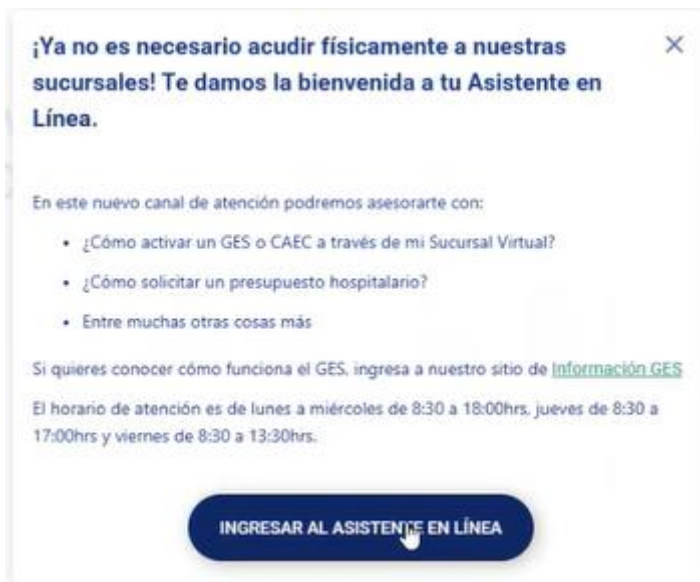 ¡Ya no es necesario acudir físicamente a nuestras
sucursales! Te damos la bienvenida a tu Asistente en
Línea.
En este nuevo canal de atención podremos asesorarte con:
• ¿Cómo activar un GES o CAEC a través de mi Sucursal Virtual?
• ¿Cómo solicitar un presupuesto hospitalario?
• Entre muchas otras cosas más
Si quieres conocer cómo funciona el GES, ingresa a nuestro sitio de Información GES
El horario de atención es de lunes a miércoles de 8:30 a 18:00hrs, jueves de 8:30 a
17:00hrs y viernes de 8:30 a 13:30hrs.
INGRESAR AL ASISTENTE EN LÍNEA